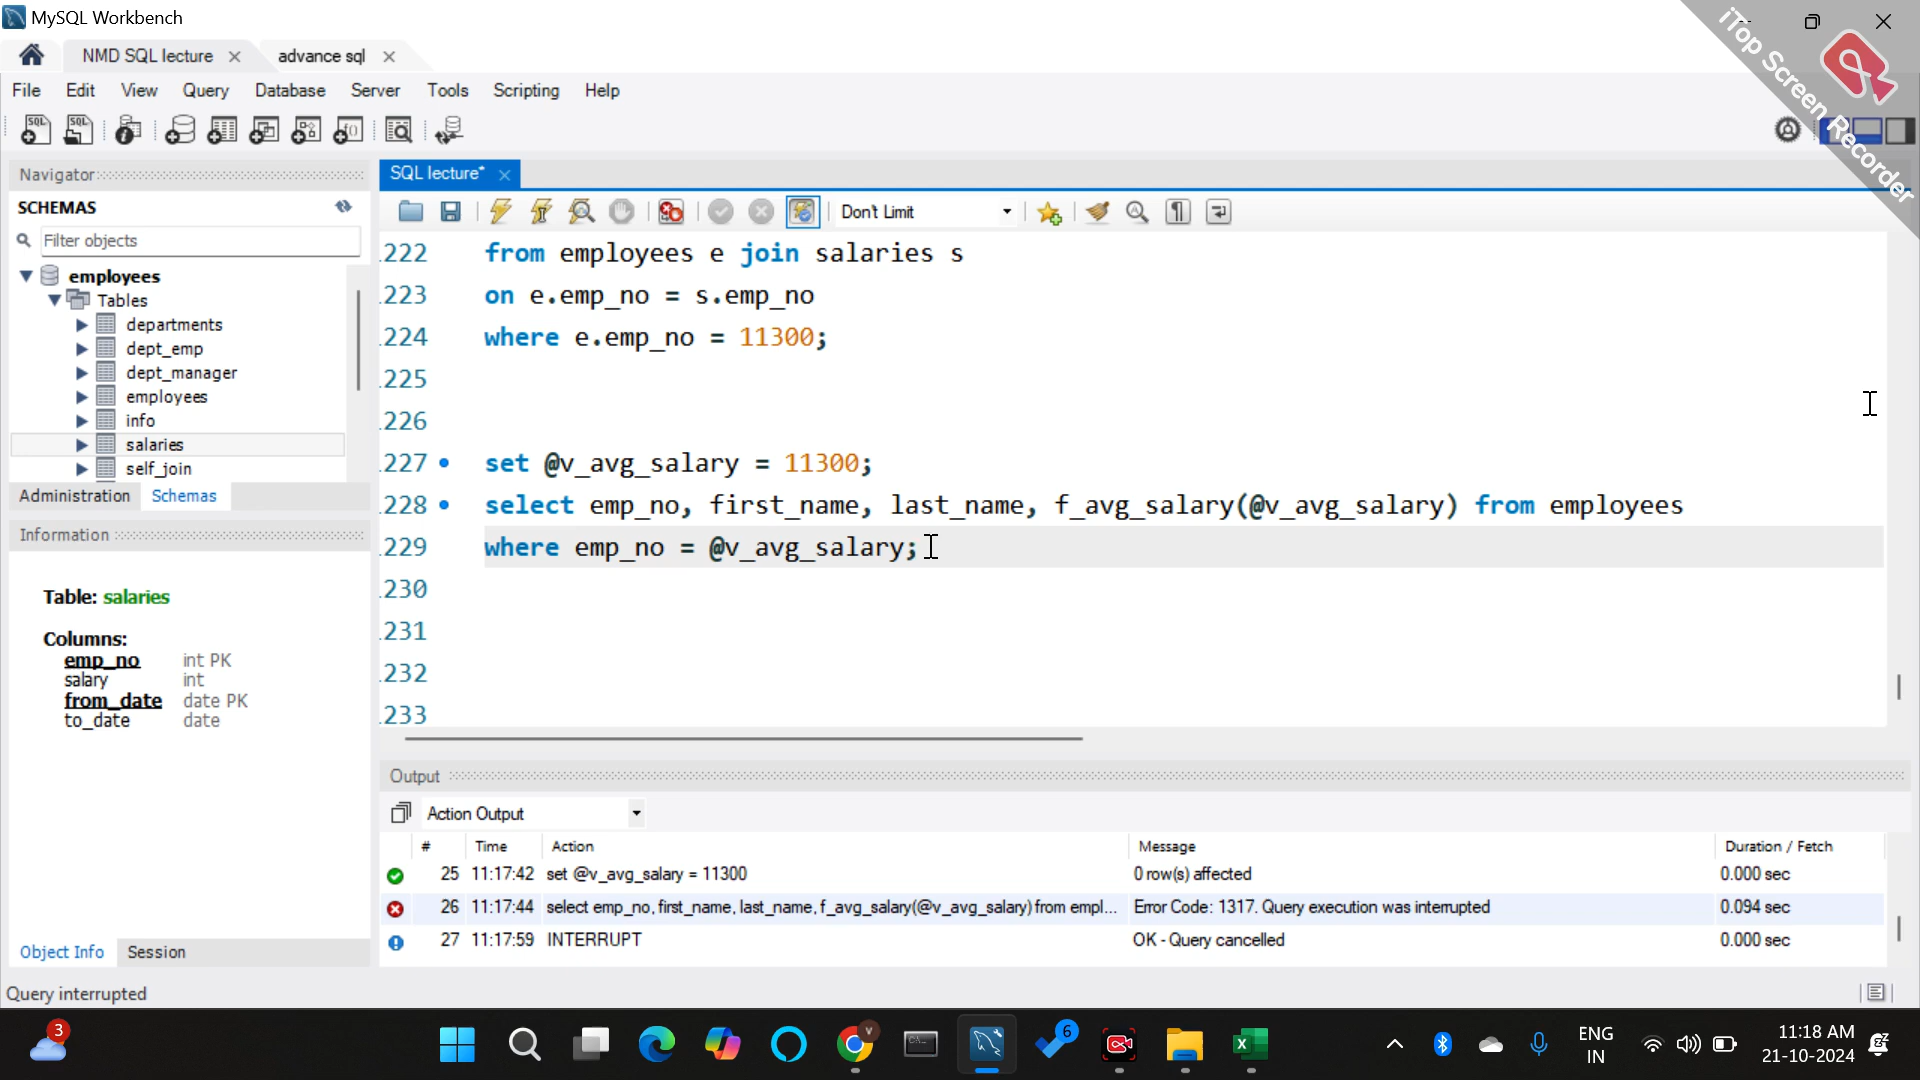 MySQL Workbench
iTop Screen Recorder
NMD SQL lecture
advance sql
File Edit View Query Database Server Tools Scripting Help
Navigator
SCHEMAS
Filter objects
employees
Tables
departments
dept_emp
dept_manager
employees
info
salaries
self_join
Administration Schemas
Information
Table: salaries
Columns:
emp_no int PK
salary int
from_date date PK
to_date date
Object Info Session
SQL lecture*
Don't Limit
222 from employees e join salaries s
223 on e.emp_no = s.emp_no
224 where e.emp_no = 11300;
225
226
227 set @v_avg_salary = 11300;
228 select emp_no, first_name, last_name, f_avg_salary(@v_avg_salary) from employees
229 where emp_no = @v_avg_salary;
230
231
232
233
Output
Action Output
# Time Action Message Duration / Fetch
25 11:17:42 set @v_avg_salary = 11300 0 row(s) affected 0.000 sec
26 11:17:44 select emp_no, first_name, last_name, f_avg_salary(@v_avg_salary) from empl... Error Code: 1317. Query execution was interrupted 0.094 sec
27 11:17:59 INTERRUPT OK - Query cancelled 0.000 sec
Query interrupted
3
V
6
ENG
IN
11:18 AM
21-10-2024